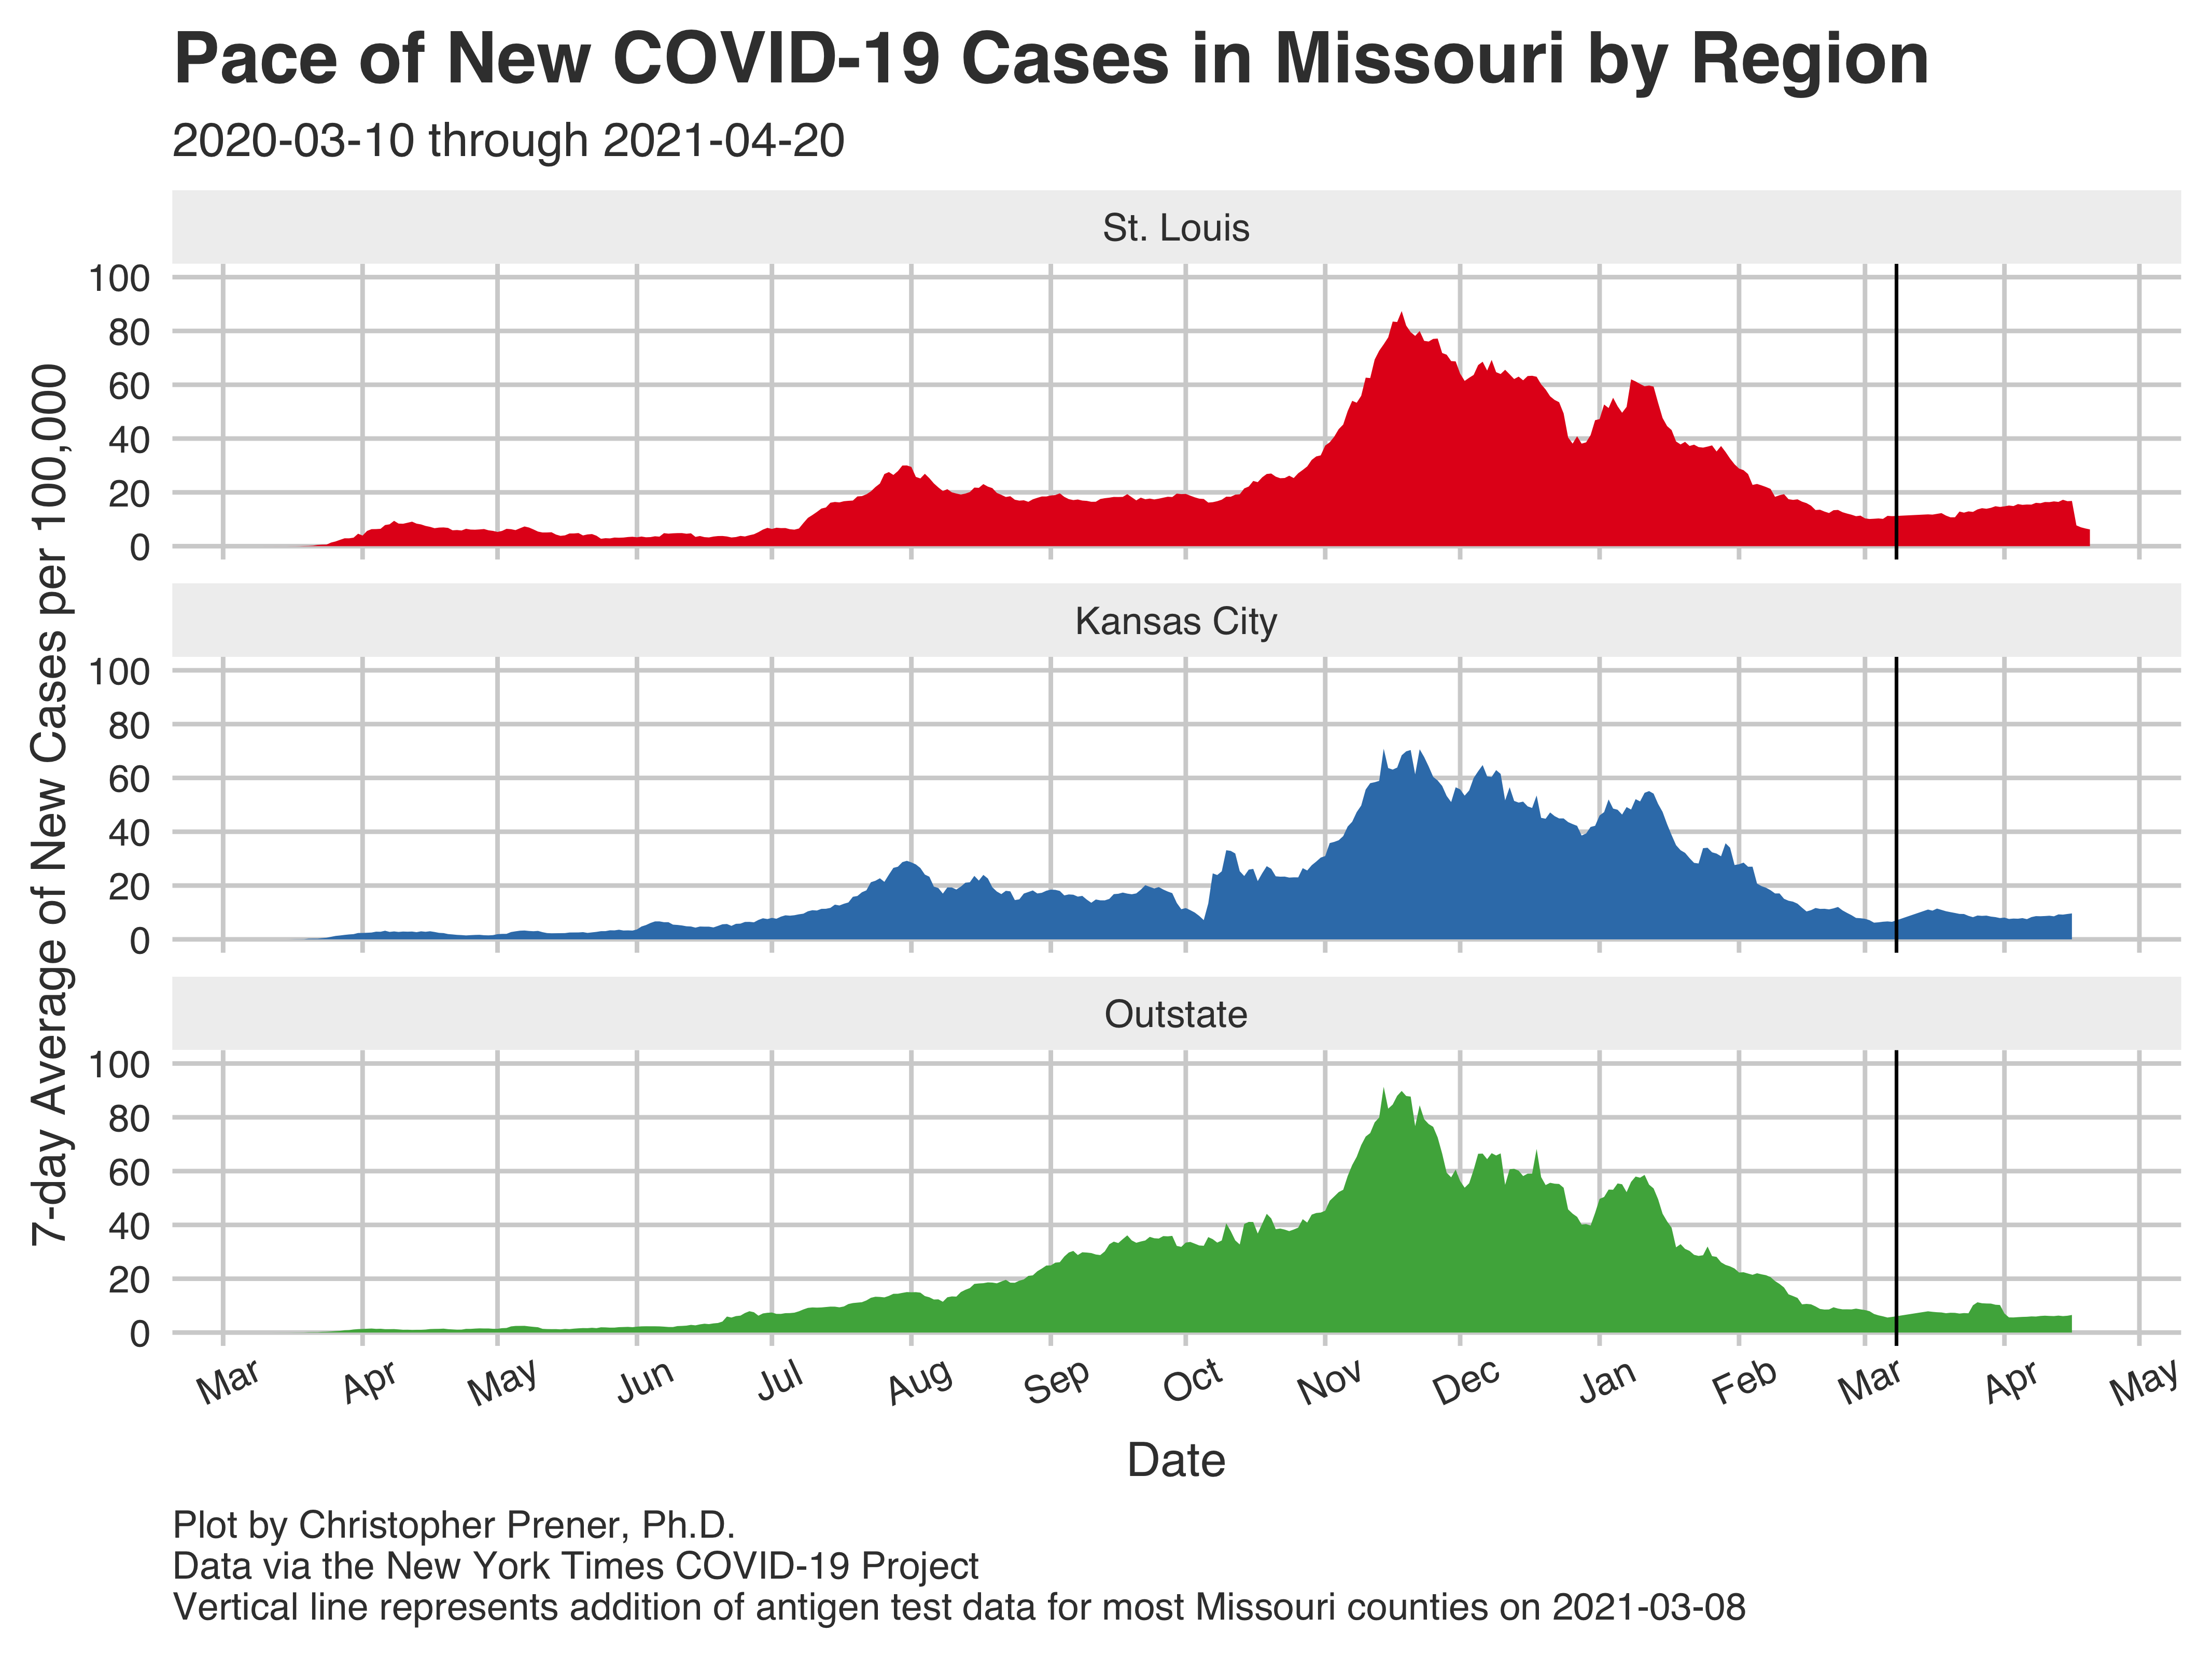 Pace of New COVID-19 Cases in Missouri by Region
2020-03-10 through 2021-04-20
7-day Average of New Cases per 100,000
St. Louis
100
80
60
40
20
0
Kansas City
100
80
60
40
20
0
Outstate
100
80
60
40
20
0
Mar Apr May Jun Jul Aug Sep Oct Nov Dec Jan Feb Mar Apr May
Date
Plot by Christopher Prener, Ph.D.
Data via the New York Times COVID-19 Project
Vertical line represents addition of antigen test data for most Missouri counties on 2021-03-08